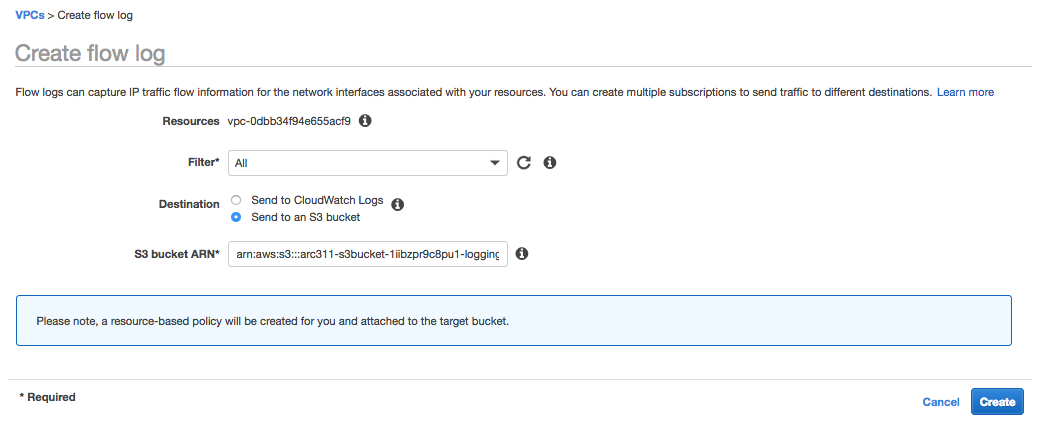 VPCs > Create flow log
Create flow log
Flow logs can capture IP traffic flow information for the network interfaces associated with your resources. You can create multiple subscriptions to send traffic to different destinations. Learn more
Resources vpc-0dbb34f94e655acf9
Filter* All
Destination Send to CloudWatch Logs
Send to an S3 bucket
S3 bucket ARN* arn:aws:s3:::arc311-s3bucket-1iibzpr9c8pu1-logging
Please note, a resource-based policy will be created for you and attached to the target bucket.
* Required
Cancel Create